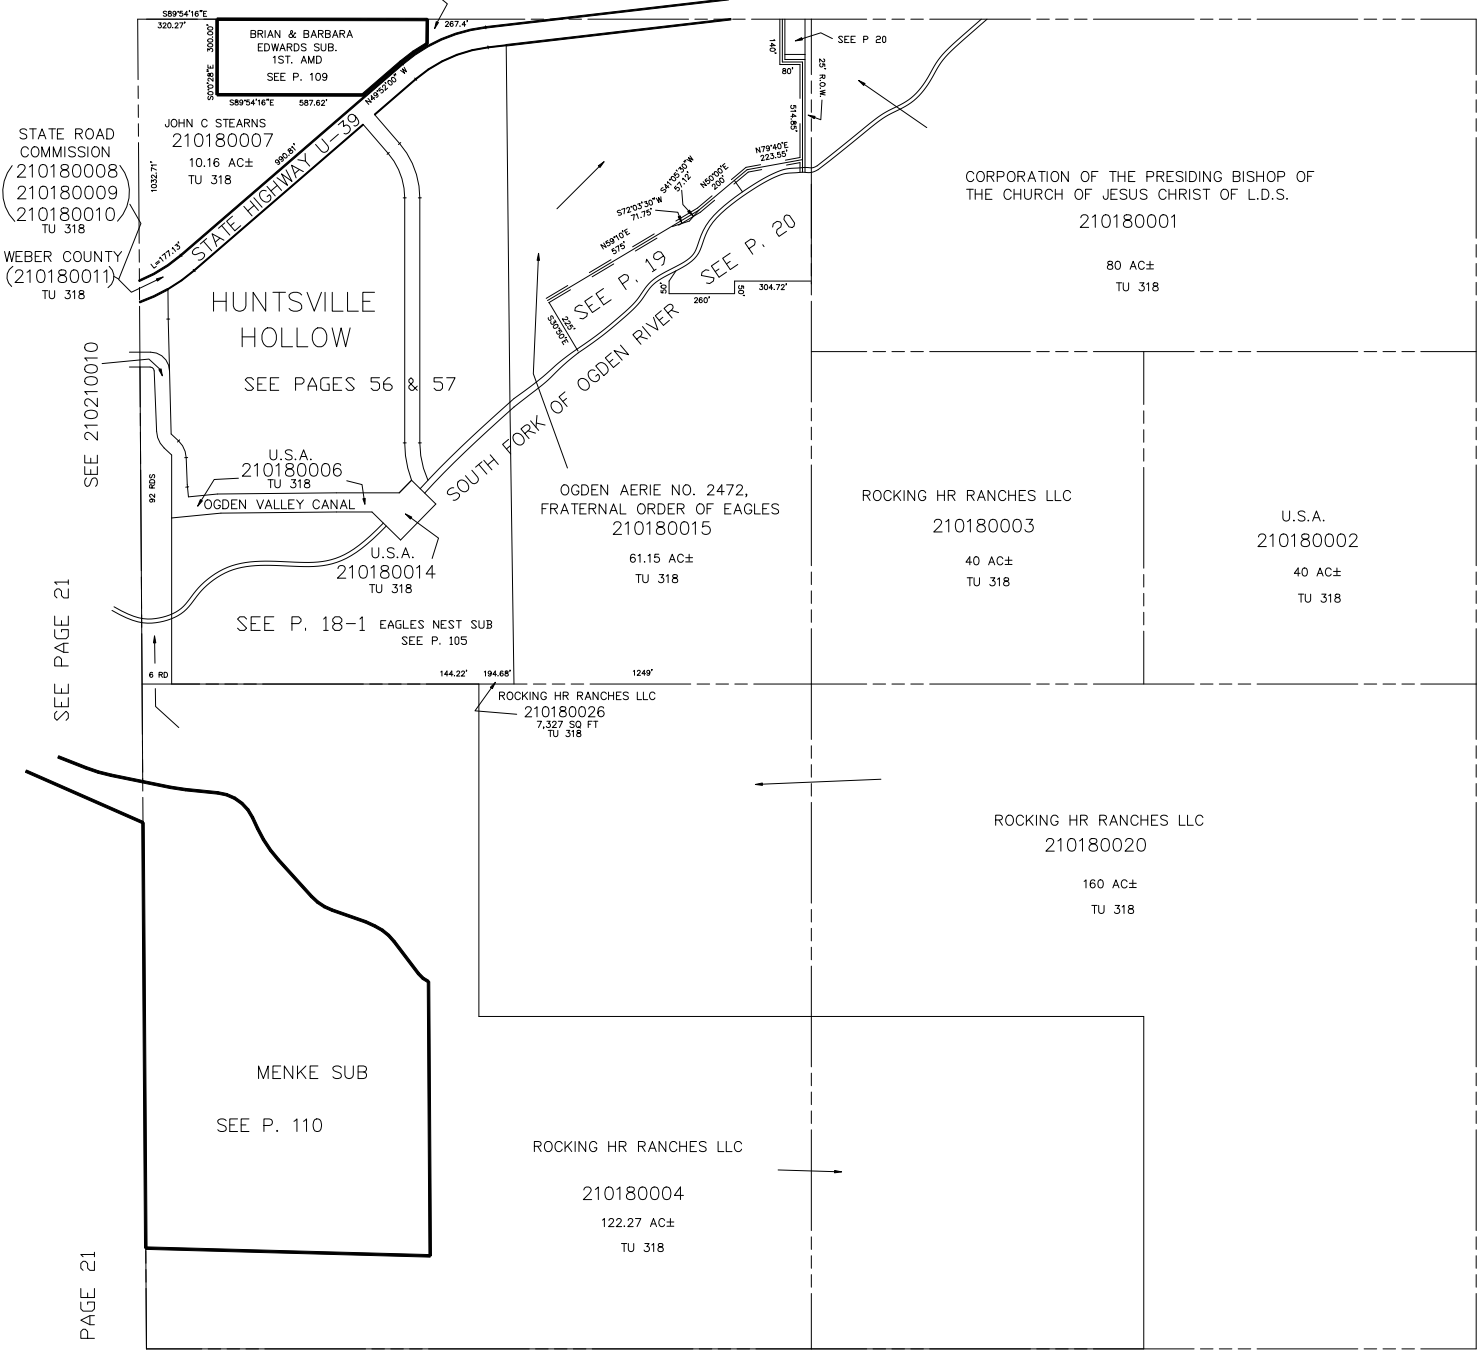 S89°54'16"E
320.27'
300.00'
S0°0'28"E
BRIAN & BARBARA
EDWARDS SUB.
1ST. AMD
SEE P. 109
267.4'
S89°54'16"E 587.62'
N49°52'00" W
JOHN C STEARNS
210180007
10.16 AC±
TU 318
1032.71'
990.81'
STATE HIGHWAY U-39
L=177.13'
STATE ROAD
COMMISSION
(210180008
210180009
210180010)
TU 318
WEBER COUNTY
(210180011)
TU 318
HUNTSVILLE
HOLLOW
SEE PAGES 56 & 57
SEE 210210010
92 RDS
U.S.A.
210180006
TU 318
OGDEN VALLEY CANAL
U.S.A.
210180014
TU 318
SEE P. 18-1
EAGLES NEST SUB
SEE P. 105
SEE PAGE 21
6 RD
144.22'
194.68'
1249'
SEE P 20
140'
80'
25' R.O.W.
514.85'
N79°40'E
223.55'
N50°00'E
200'
S41°05'30"W
57.12'
S72°03'30"W
71.75'
N59°10'E
575'
225'
S30°50'E
SEE P. 19
SEE P. 20
50'
260'
50'
304.72'
SOUTH FORK OF OGDEN RIVER
OGDEN AERIE NO. 2472,
FRATERNAL ORDER OF EAGLES
210180015
61.15 AC±
TU 318
CORPORATION OF THE PRESIDING BISHOP OF
THE CHURCH OF JESUS CHRIST OF L.D.S.
210180001
80 AC±
TU 318
ROCKING HR RANCHES LLC
210180003
40 AC±
TU 318
U.S.A.
210180002
40 AC±
TU 318
ROCKING HR RANCHES LLC
210180026
7,327 SQ FT
TU 318
ROCKING HR RANCHES LLC
210180020
160 AC±
TU 318
MENKE SUB
SEE P. 110
ROCKING HR RANCHES LLC
210180004
122.27 AC±
TU 318
PAGE 21